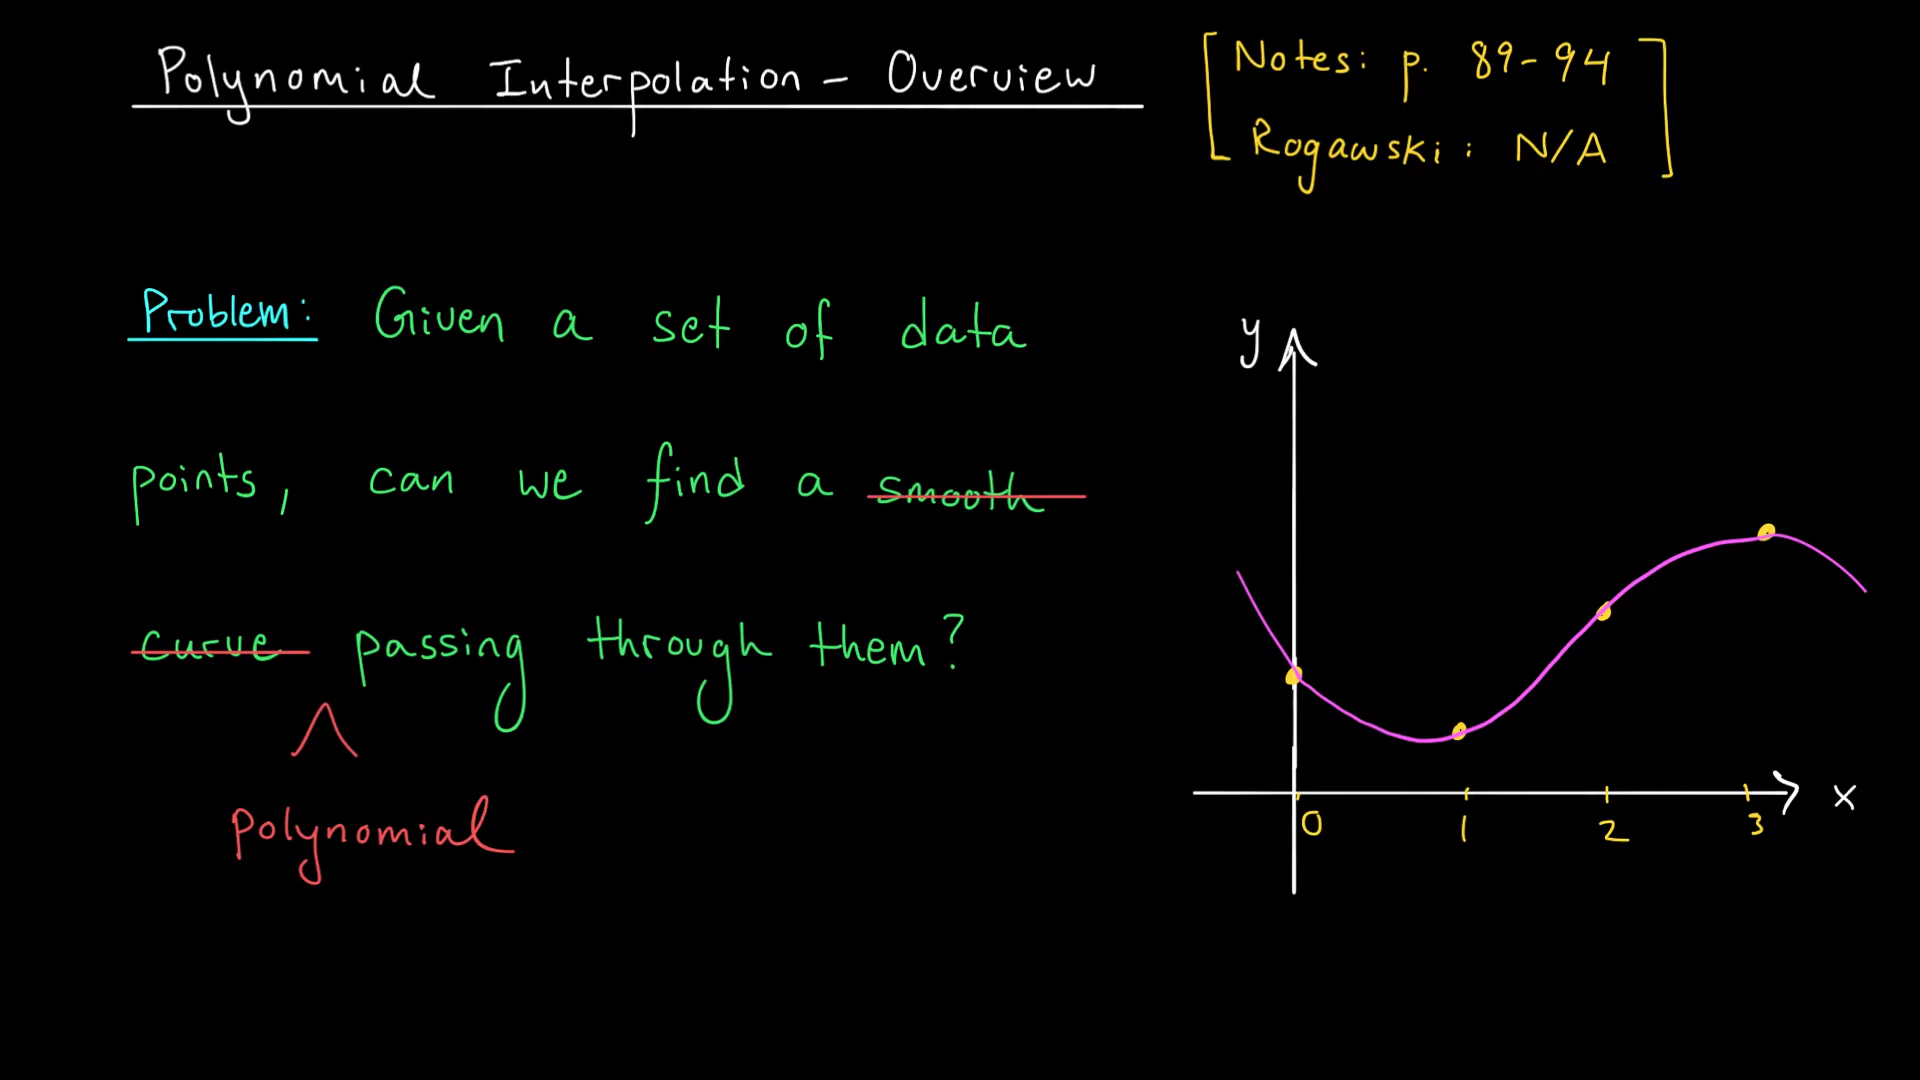 Polynomial Interpolation - Overview
[Notes: p. 89-94
Rogawski: N/A]
Problem: Given a set of data
points, can we find a smooth
curve passing through them?
polynomial
y
x
0 1 2 3